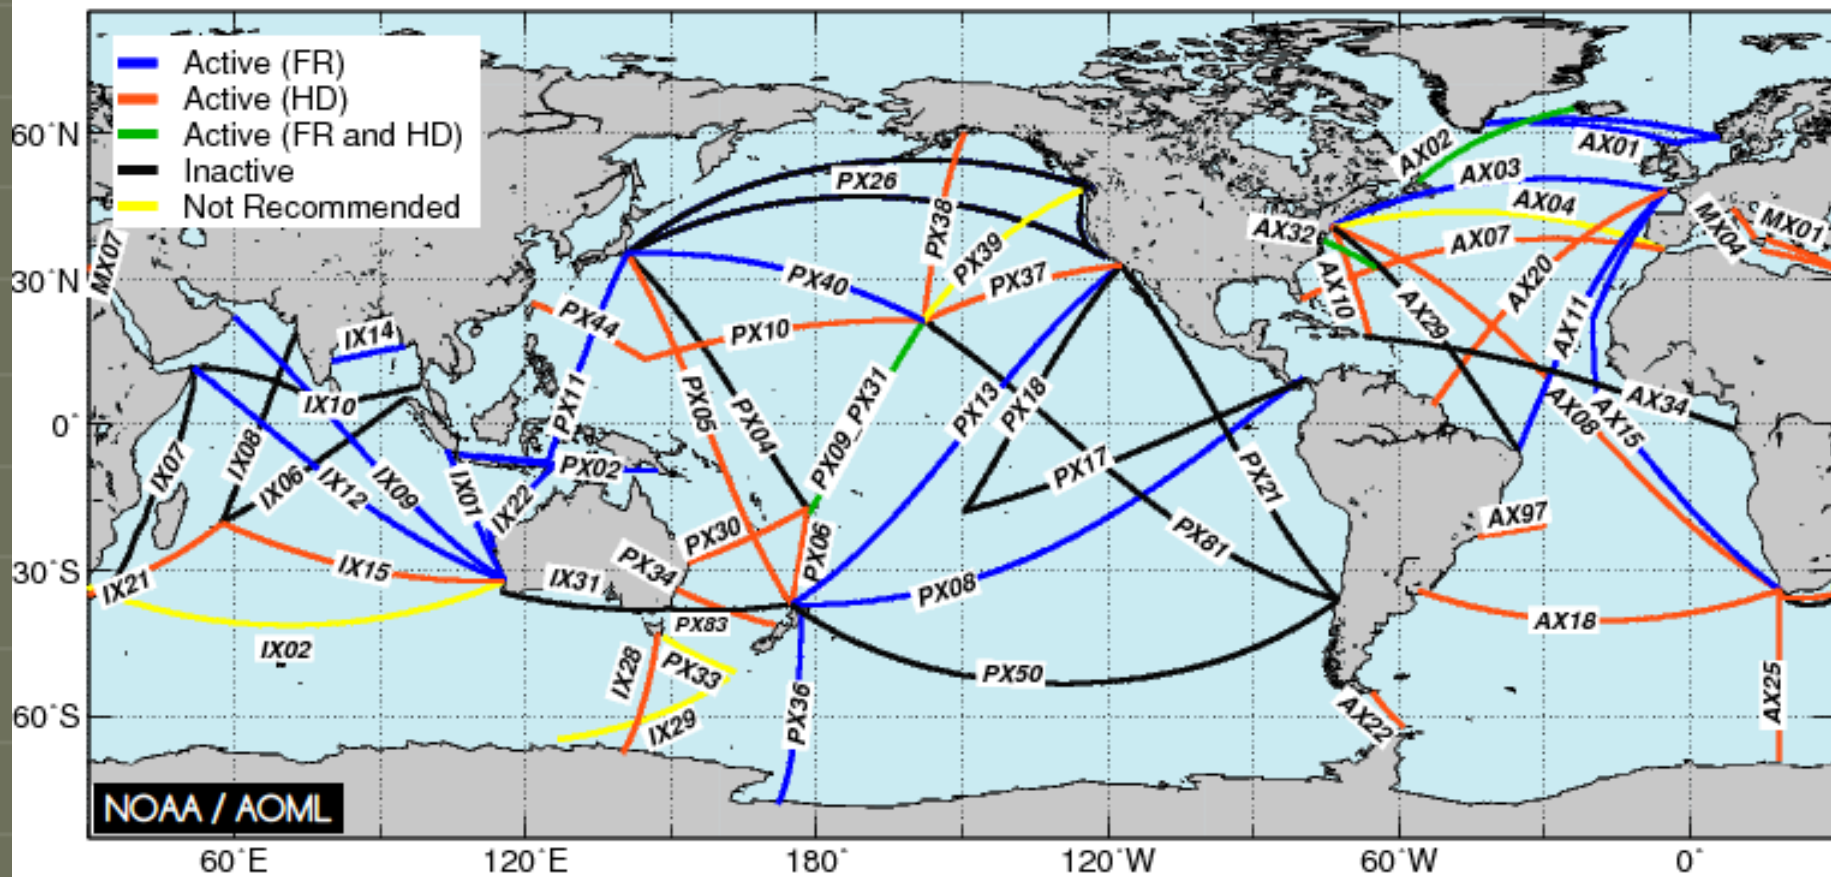 Active (FR)
Active (HD)
Active (FR and HD)
Inactive
Not Recommended
60°N
30°N
0°
30°S
60°S
60°E
120°E
180°
120°W
60°W
0°
MX07
IX14
IX10
IX07
IX08
IX06
IX12
IX09
IX01
IX22
IX21
IX15
IX02
IX31
IX28
IX29
PX26
PX38
PX39
PX40
PX37
PX44
PX10
PX11
PX05
PX04
PX09_PX31
PX13
PX18
PX17
PX02
PX21
PX30
PX06
PX34
PX81
PX08
PX83
PX33
PX50
PX36
AX02
AX01
AX03
AX04
AX32
AX07
MX04
MX01
AX10
AX29
AX20
AX11
AX34
AX08
AX15
AX97
AX18
AX25
AX22
NOAA / AOML